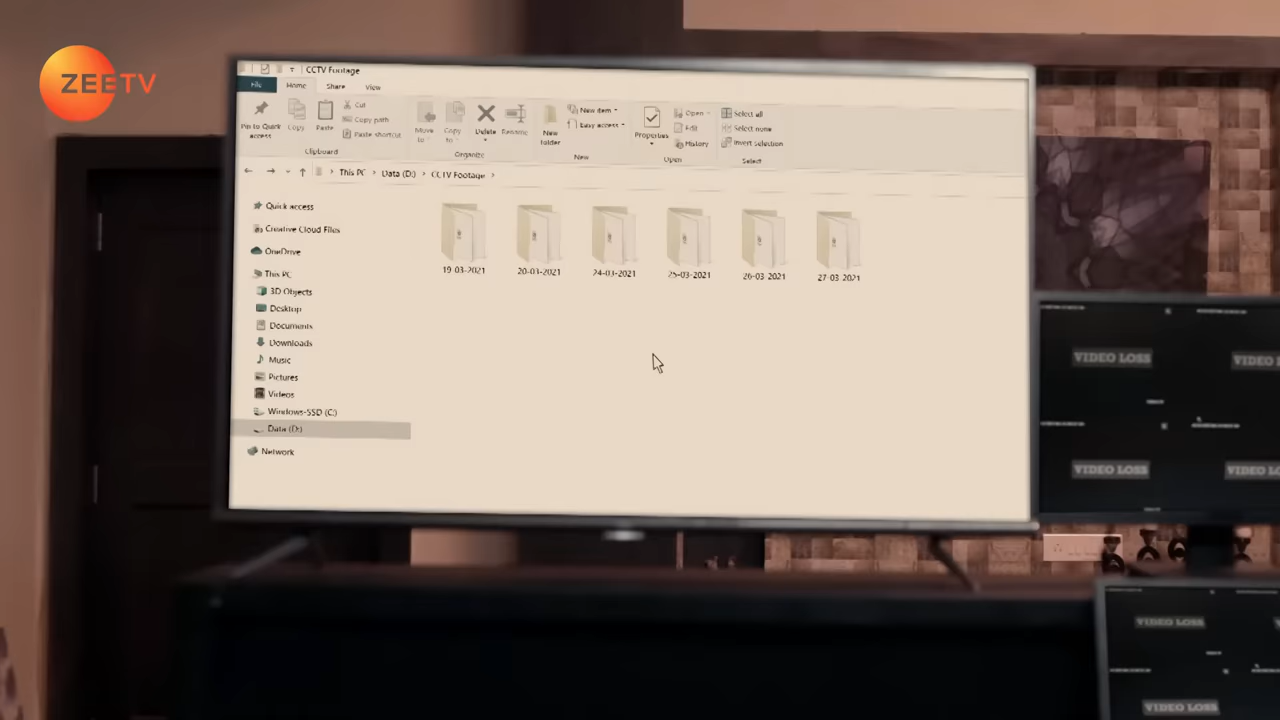 ZEE TV
CCTV Footage
File Home Share View
Pin to Quick access
Copy
Paste
Cut
Copy path
Paste shortcut
Clipboard
Move to
Copy to
Delete
Rename
Organize
New folder
New item
Easy access
New
Properties
Open
Edit
History
Open
Select all
Select none
Invert selection
Select
This PC > Data (D:) > CCTV Footage >
Quick access
Creative Cloud Files
OneDrive
This PC
3D Objects
Desktop
Documents
Downloads
Music
Pictures
Videos
Windows-SSD (C:)
Data (D:)
Network
19-03-2021 20-03-2021 24-03-2021 25-03-2021 26-03-2021 27-03-2021
VIDEO LOSS VIDEO
VIDEO LOSS VIDEO LO
VIDEO LOSS
VIDEO LOSS